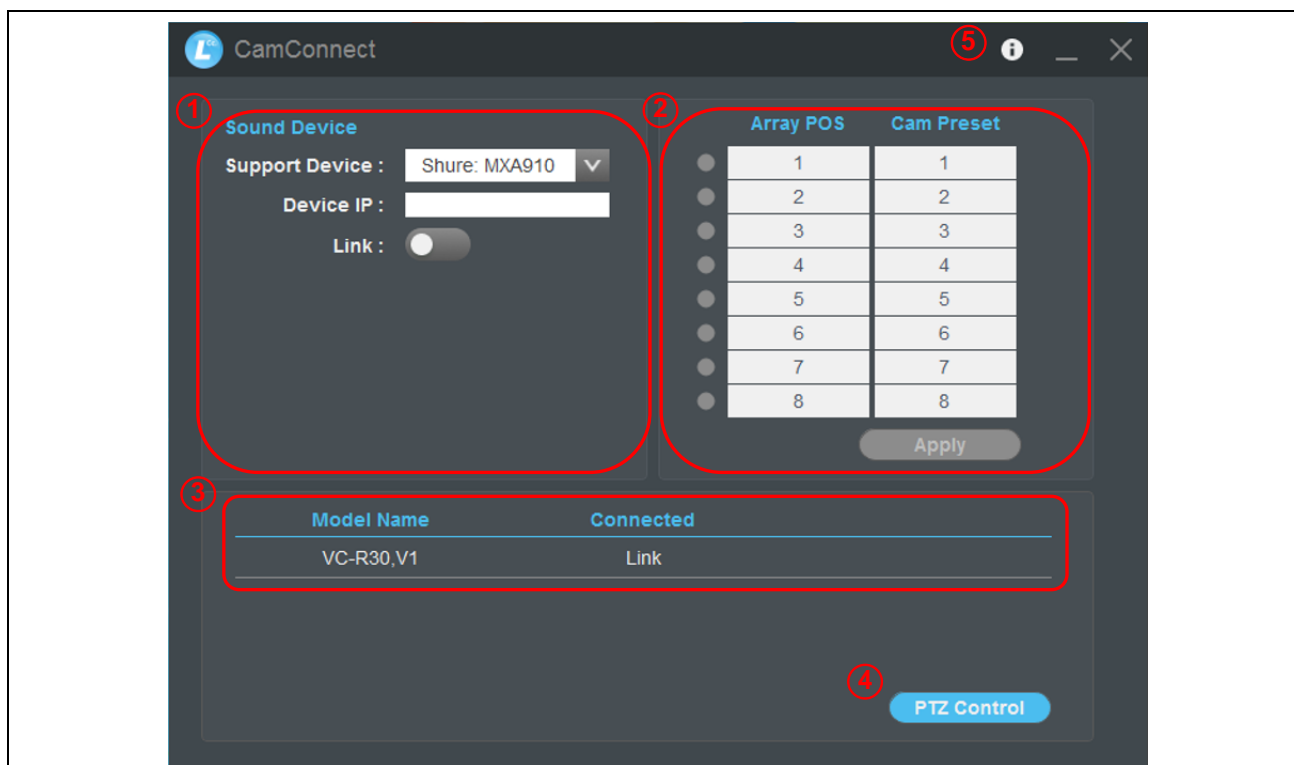 CamConnect ⑤
① ②
Sound Device
Support Device : Shure: MXA910
Device IP :
Link :
Array POS Cam Preset
1 1
2 2
3 3
4 4
5 5
6 6
7 7
8 8
Apply
③
Model Name Connected
VC-R30,V1 Link
④
PTZ Control